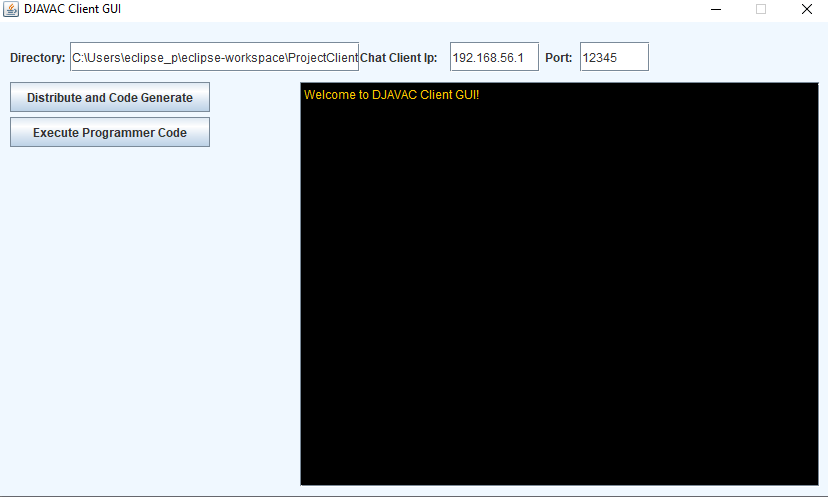 DJAVAC Client GUI
Directory: C:\Users\eclipse_p\eclipse-workspace\ProjectClient Chat Client Ip: 192.168.56.1 Port: 12345
Distribute and Code Generate
Execute Programmer Code
Welcome to DJAVAC Client GUI!